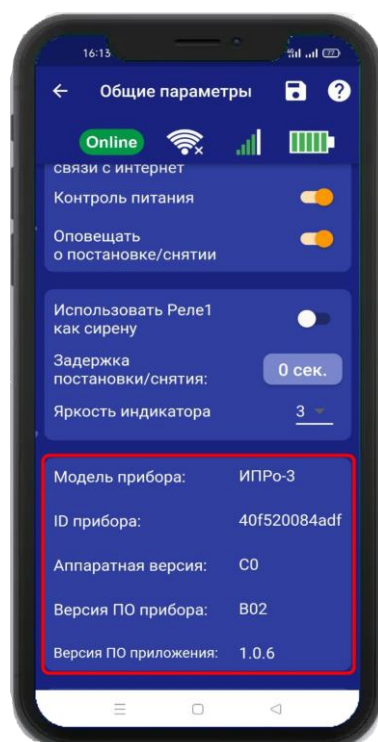 16:13
Общие параметры
Online
связи с интернет
Контроль питания
Оповещать
о постановке/снятии
Использовать Реле1
как сирену
Задержка
постановки/снятия:
0 сек.
Яркость индикатора
3
Модель прибора:
ИПРо-3
ID прибора:
40f520084adf
Аппаратная версия:
C0
Версия ПО прибора:
B02
Версия ПО приложения:
1.0.6